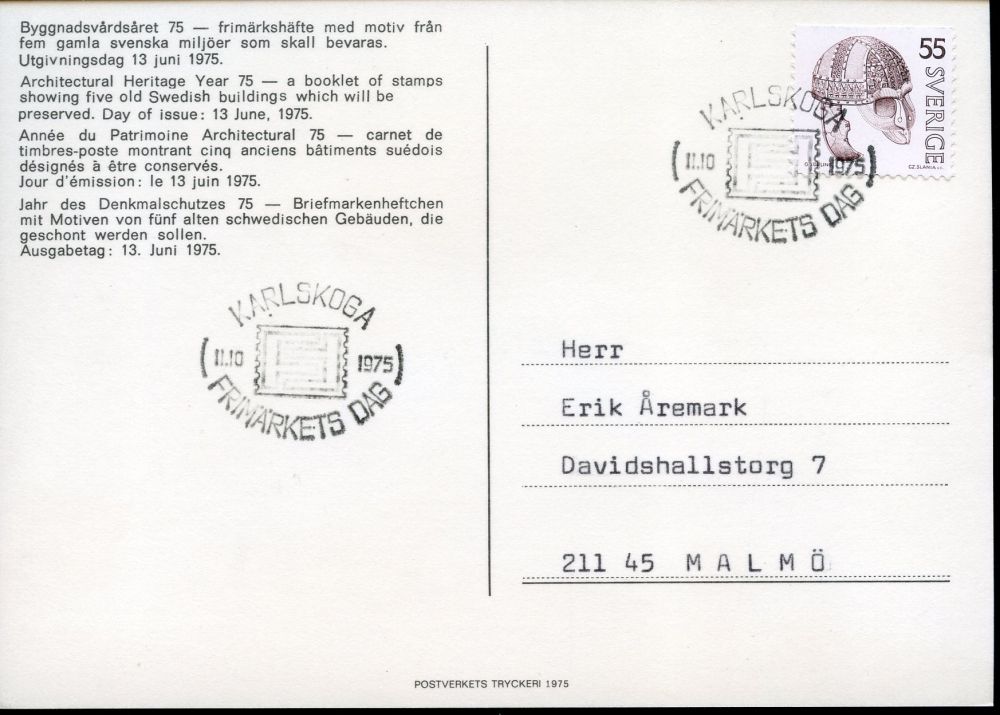 Byggnadsvårdsåret 75 — frimärkshäfte med motiv från
fem gamla svenska miljöer som skall bevaras.
Utgivningsdag 13 juni 1975.
Architectural Heritage Year 75 — a booklet of stamps
showing five old Swedish buildings which will be
preserved. Day of issue: 13 June, 1975.
Année du Patrimoine Architectural 75 — carnet de
timbres-poste montrant cinq anciens bâtiments suédois
désignés à être conservés.
Jour d'émission: le 13 juin 1975.
Jahr des Denkmalschutzes 75 — Briefmarkenheftchen
mit Motiven von fünf alten schwedischen Gebäuden, die
geschont werden sollen.
Ausgabetag: 13. Juni 1975.
KARLSKOGA
11.10 1975
FRIMÄRKETS DAG
55
SVERIGE
CZ.SLANIA sc.
KARLSKOGA
11.10 1975
FRIMÄRKETS DAG
Herr
Erik Åremark
Davidshallstorg 7
211 45 M A L M Ö
POSTVERKETS TRYCKERI 1975